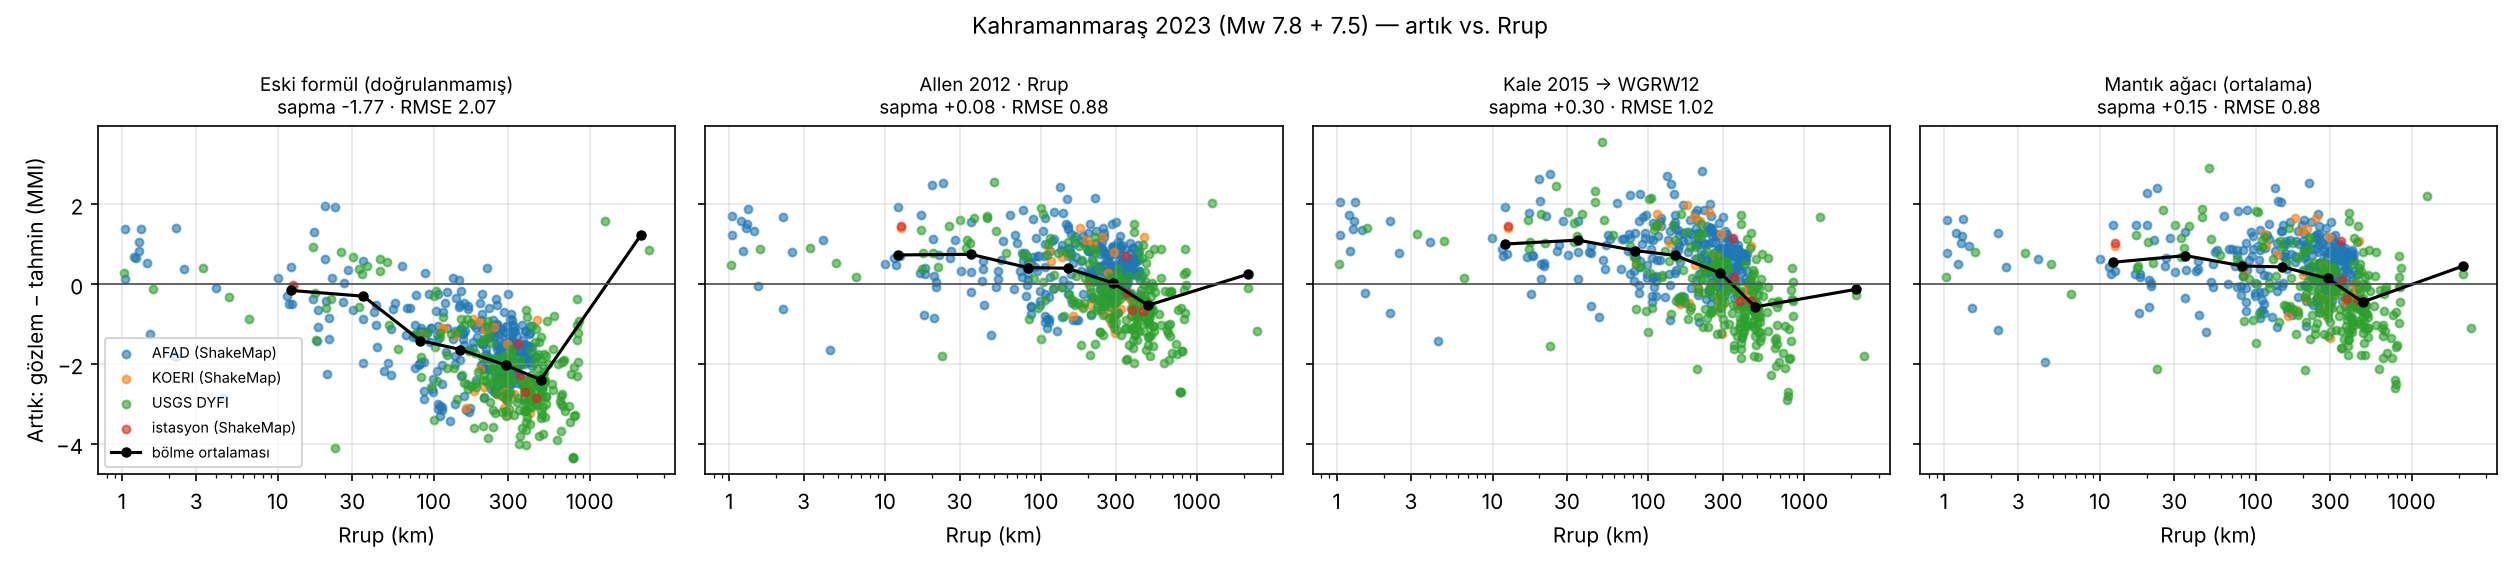 Kahramanmaraş 2023 (Mw 7.8 + 7.5) — artık vs. Rrup
Eski formül (doğrulanmamış)
sapma -1.77 · RMSE 2.07
Allen 2012 · Rrup
sapma +0.08 · RMSE 0.88
Kale 2015 → WGRW12
sapma +0.30 · RMSE 1.02
Mantık ağacı (ortalama)
sapma +0.15 · RMSE 0.88
Artık: gözlem − tahmin (MMI)
2
0
−2
−4
AFAD (ShakeMap)
KOERI (ShakeMap)
USGS DYFI
istasyon (ShakeMap)
bölme ortalaması
1 3 10 30 100 300 1000
1 3 10 30 100 300 1000
1 3 10 30 100 300 1000
1 3 10 30 100 300 1000
Rrup (km)
Rrup (km)
Rrup (km)
Rrup (km)